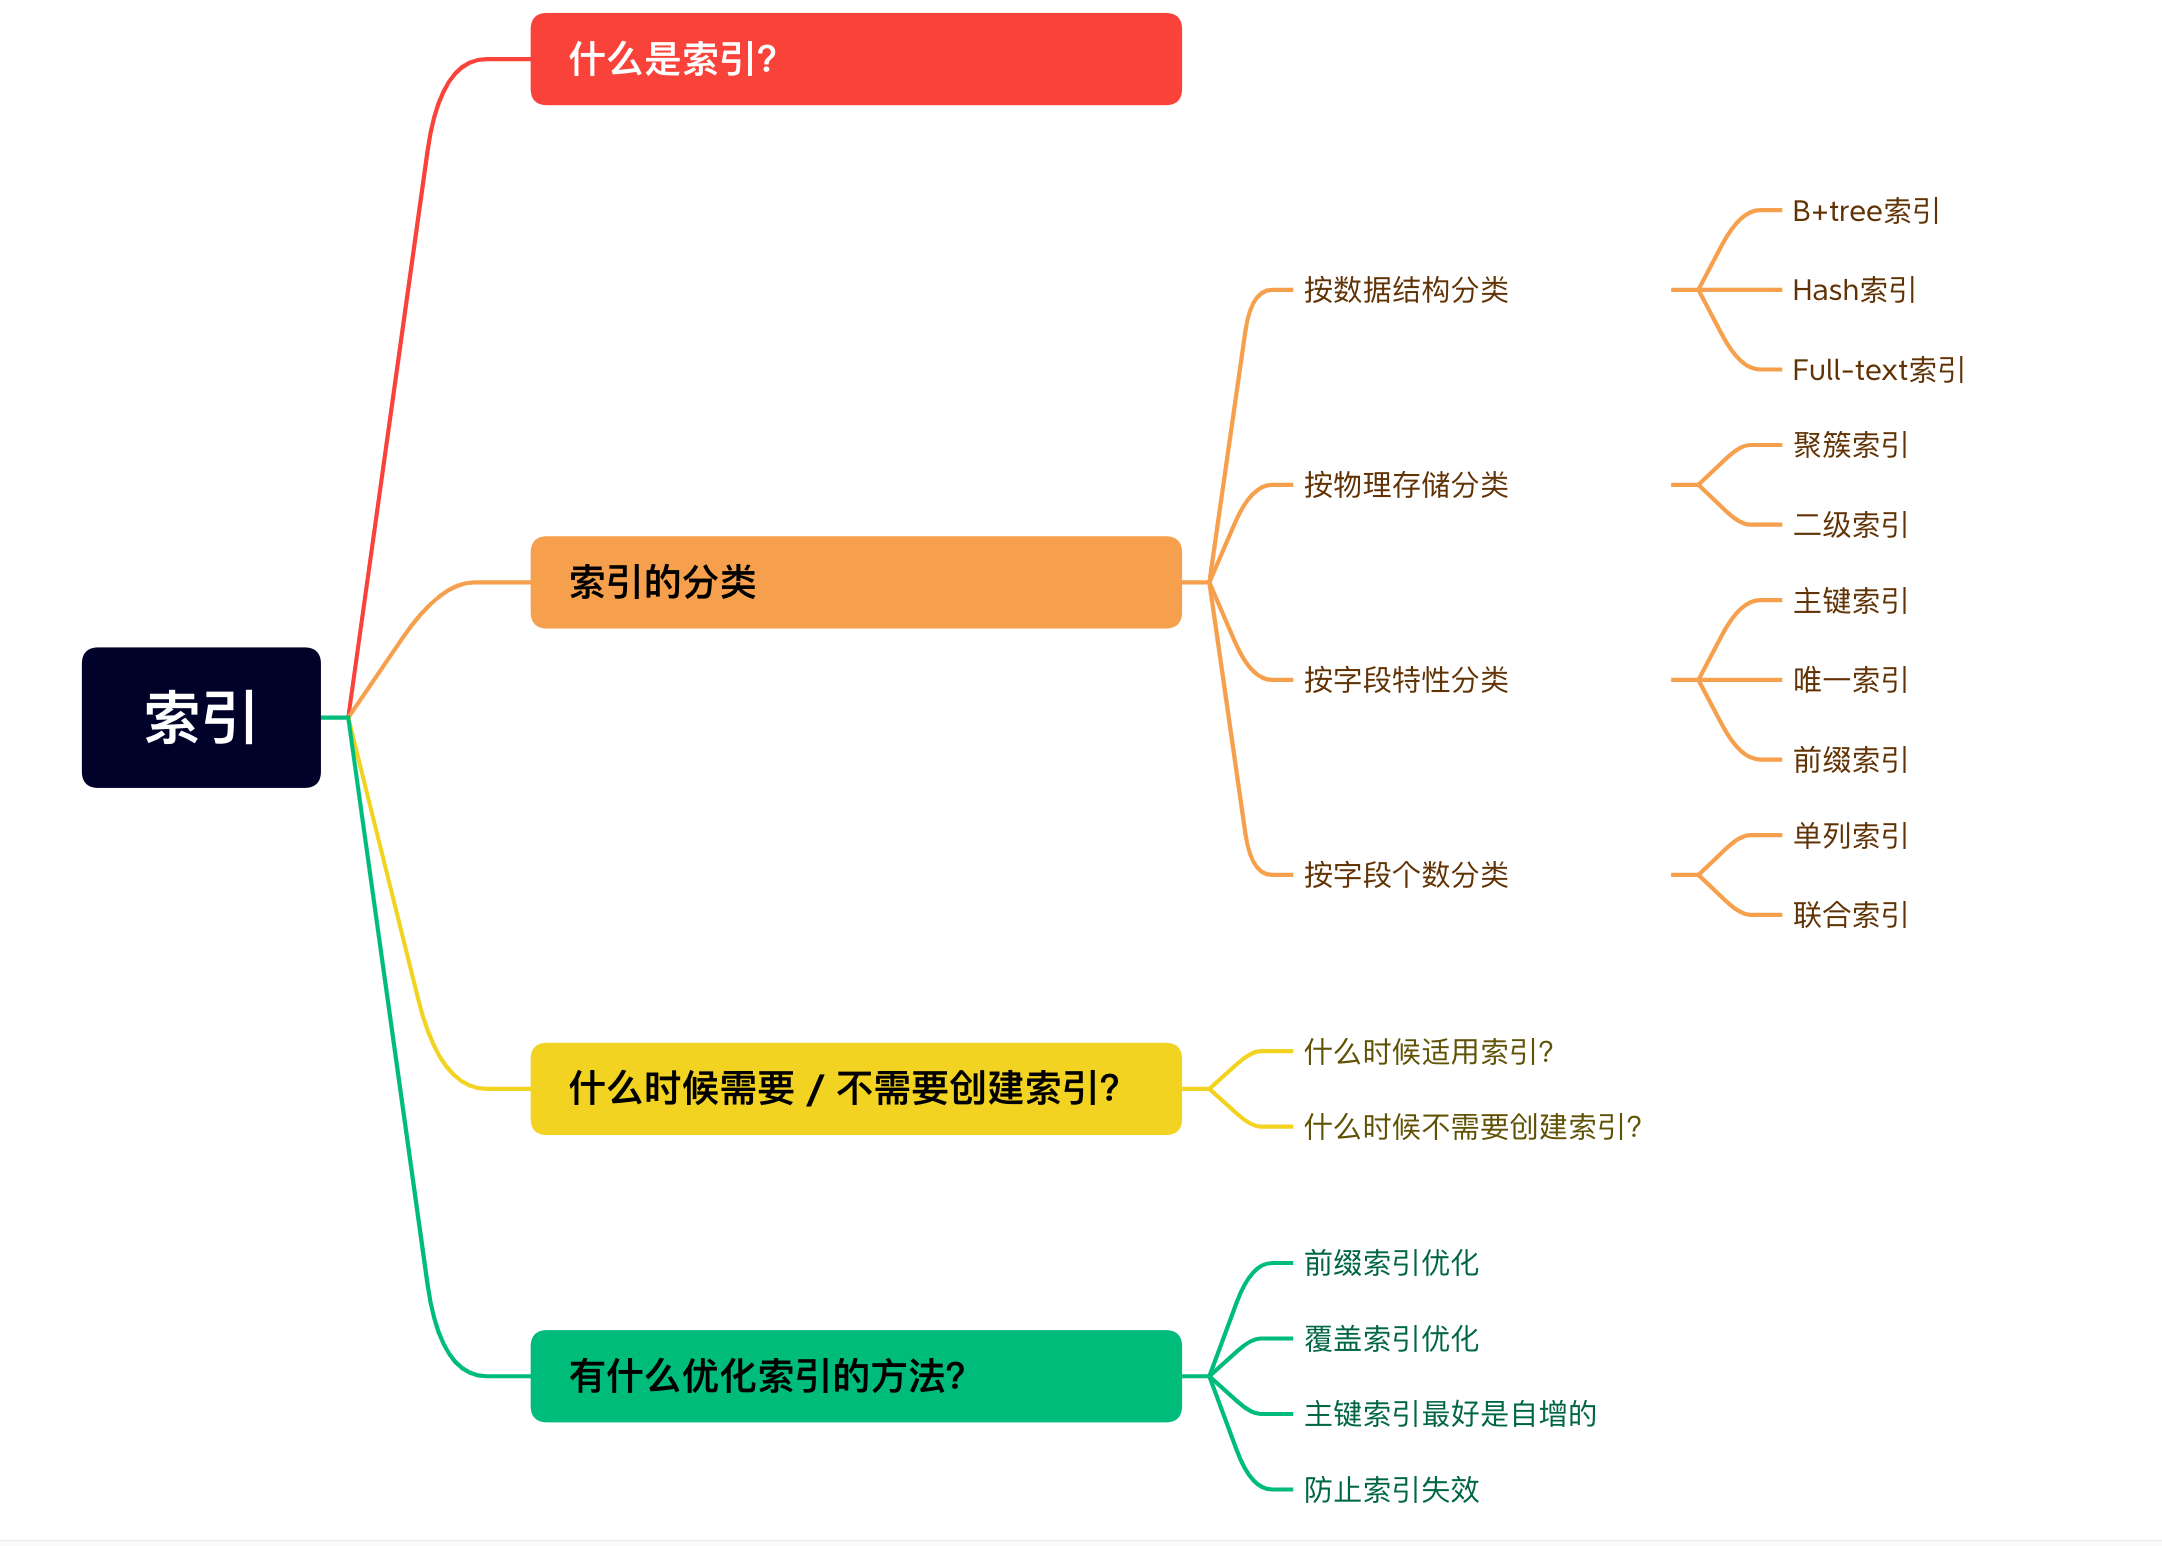 索引
什么是索引?
索引的分类
按数据结构分类
B+tree索引
Hash索引
Full-text索引
按物理存储分类
聚簇索引
二级索引
按字段特性分类
主键索引
唯一索引
前缀索引
按字段个数分类
单列索引
联合索引
什么时候需要 / 不需要创建索引?
什么时候适用索引?
什么时候不需要创建索引?
有什么优化索引的方法?
前缀索引优化
覆盖索引优化
主键索引最好是自增的
防止索引失效